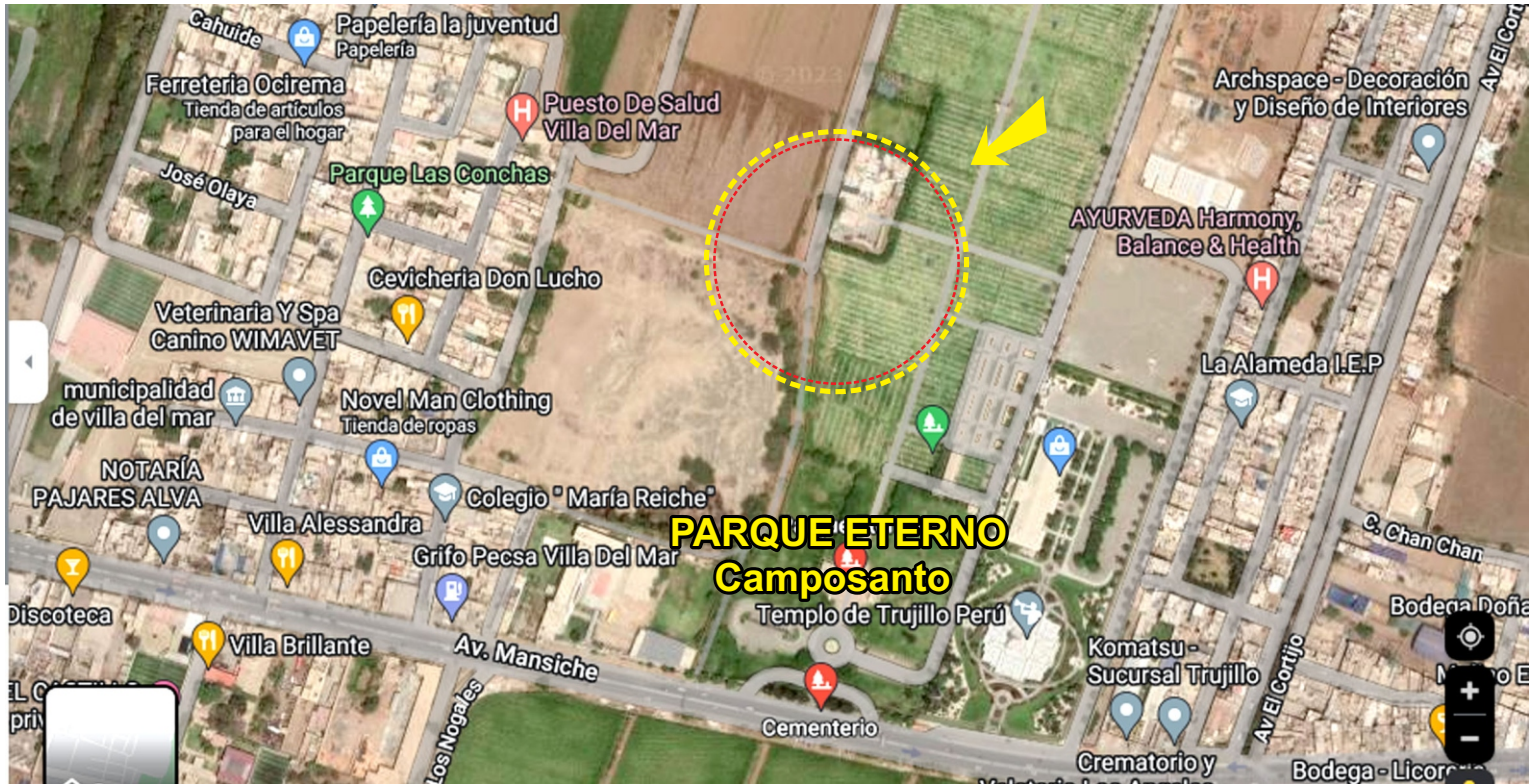 Cahuide
Papelería la juventud
Papelería
Ferreteria Ocirema
Tienda de artículos
para el hogar
Puesto De Salud
Villa Del Mar
© 2023
Archspace - Decoración
y Diseño de Interiores
Av El Cort
José Olaya
Parque Las Conchas
AYURVEDA Harmony,
Balance & Health
Cevicheria Don Lucho
Veterinaria Y Spa
Canino WIMAVET
municipalidad
de villa del mar
Novel Man Clothing
Tienda de ropas
La Alameda I.E.P
NOTARÍA
PAJARES ALVA
Villa Alessandra
Colegio "María Reiche"
PARQUE ETERNO
Camposanto
C. Chan Chan
Grifo Pecsa Villa Del Mar
Discoteca
Villa Brillante
Av. Mansiche
Templo de Trujillo Perú
Bodega Doña
Komatsu -
Sucursal Trujillo
Av El Cortijo
Los Nogales
Cementerio
Crematorio y
Bodega - Licorer